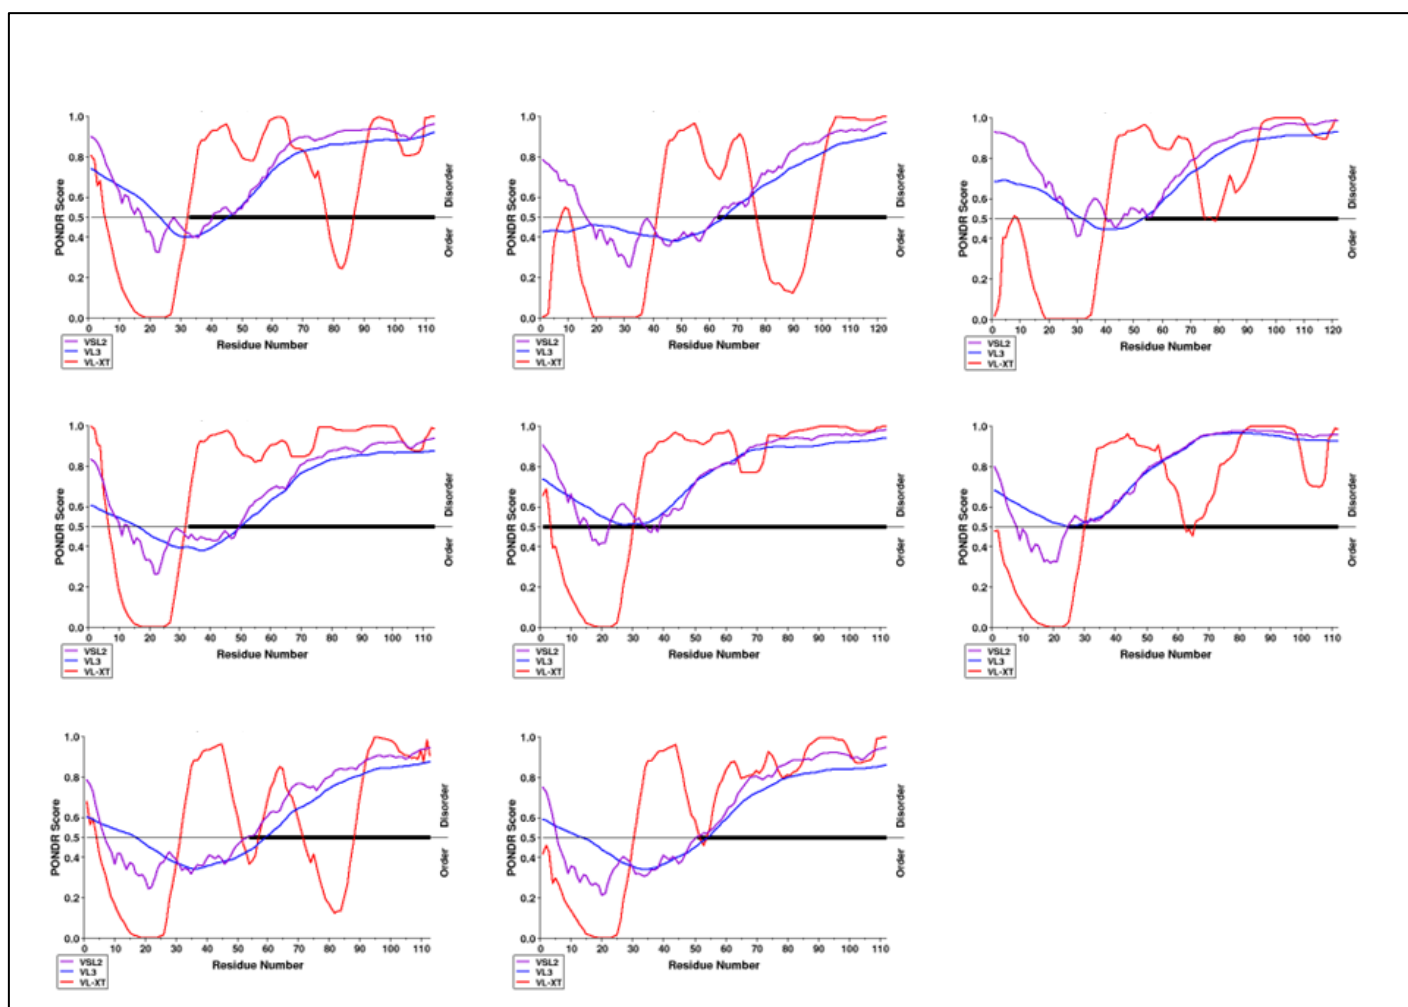 1.0
0.8
0.6
0.5
0.4
0.2
0.0
PONDR Score
Disorder
Order
0 10 20 30 40 50 60 70 80 90 100 110
Residue Number
VSL2
VL3
VL-XT
1.0
0.8
0.6
0.5
0.4
0.2
0.0
PONDR Score
Disorder
Order
0 10 20 30 40 50 60 70 80 90 100 110 120
Residue Number
VSL2
VL3
VL-XT
1.0
0.8
0.6
0.5
0.4
0.2
0.0
PONDR Score
Disorder
Order
0 10 20 30 40 50 60 70 80 90 100 110 120
Residue Number
VSL2
VL3
VL-XT
1.0
0.8
0.6
0.5
0.4
0.2
0.0
PONDR Score
Disorder
Order
0 10 20 30 40 50 60 70 80 90 100 110
Residue Number
VSL2
VL3
VL-XT
1.0
0.8
0.6
0.5
0.4
0.2
0.0
PONDR Score
Disorder
Order
0 10 20 30 40 50 60 70 80 90 100 110
Residue Number
VSL2
VL3
VL-XT
1.0
0.8
0.6
0.5
0.4
0.2
0.0
PONDR Score
Disorder
Order
0 10 20 30 40 50 60 70 80 90 100 110
Residue Number
VSL2
VL3
VL-XT
1.0
0.8
0.6
0.5
0.4
0.2
0.0
PONDR Score
Disorder
Order
0 10 20 30 40 50 60 70 80 90 100 110
Residue Number
VSL2
VL3
VL-XT
1.0
0.8
0.6
0.5
0.4
0.2
0.0
PONDR Score
Disorder
Order
0 10 20 30 40 50 60 70 80 90 100 110
Residue Number
VSL2
VL3
VL-XT